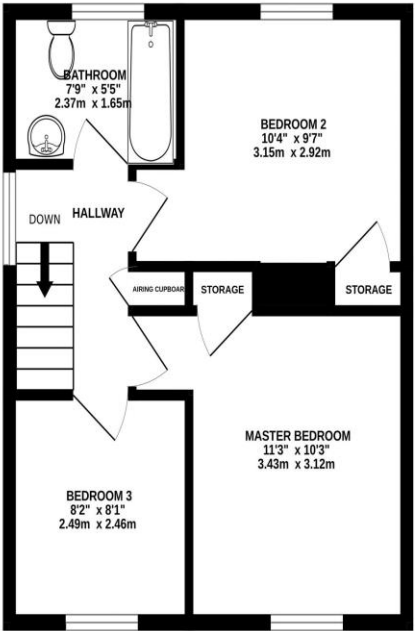 BATHROOM
7'9" x 5'5"
2.37m x 1.65m
BEDROOM 2
10'4" x 9'7"
3.15m x 2.92m
DOWN
HALLWAY
AIRING CUPBOAR
STORAGE
STORAGE
MASTER BEDROOM
11'3" x 10'3"
3.43m x 3.12m
BEDROOM 3
8'2" x 8'1"
2.49m x 2.46m